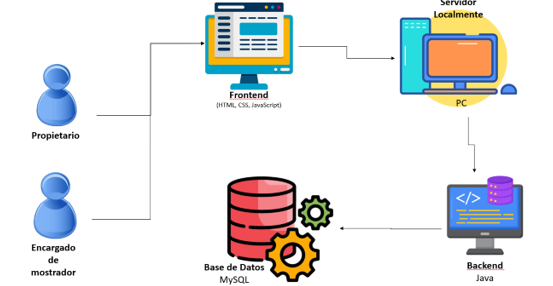 Servidor
Localmente
PC
Frontend
(HTML, CSS, JavaScript)
Propietario
Encargado
de
mostrador
Base de Datos
MySQL
</>
Backend
Java